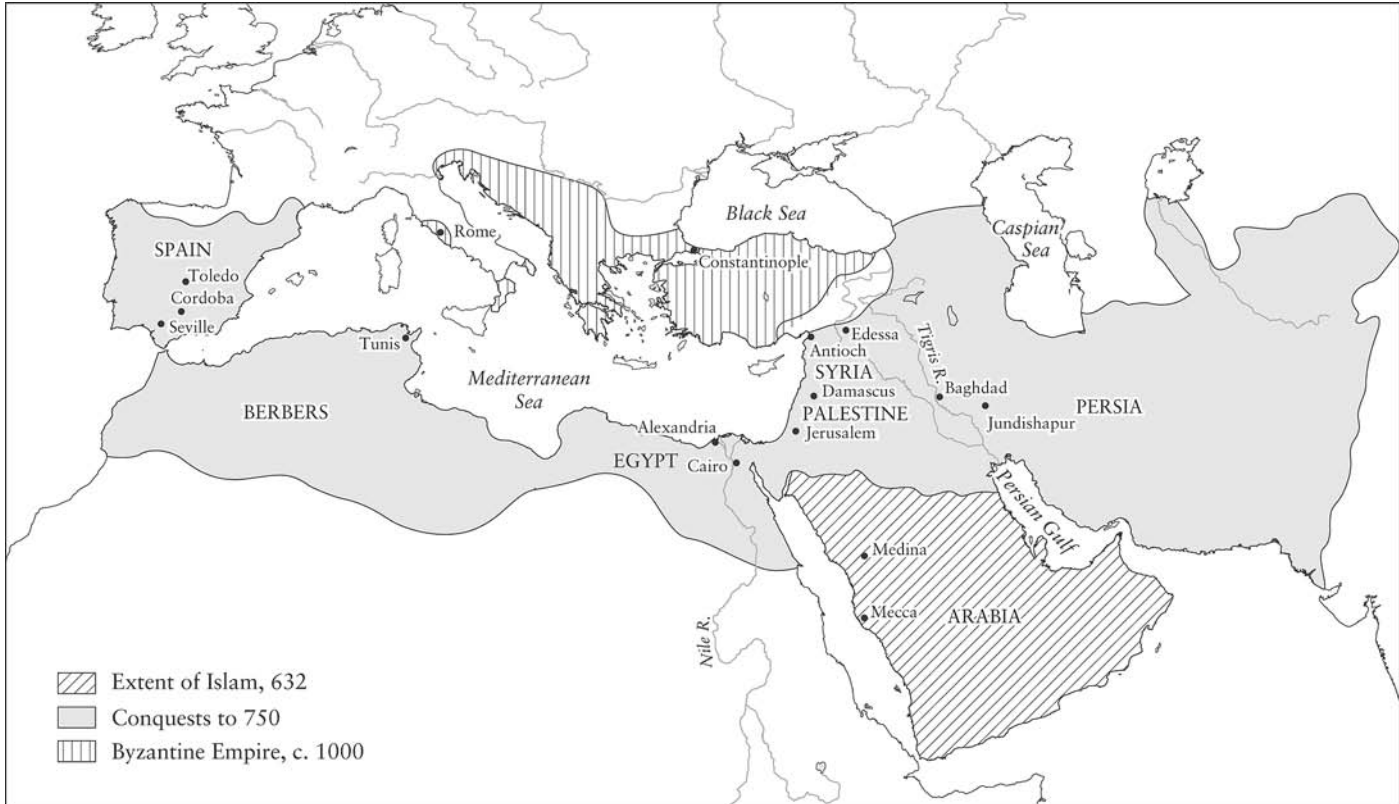 Black Sea
Caspian
Sea
SPAIN
Rome
Constantinople
Toledo
Cordoba
Seville
Tunis
Edessa
Antioch
Tigris R.
SYRIA
Mediterranean
Sea
Damascus
Baghdad
BERBERS
PALESTINE
PERSIA
Jundishapur
Alexandria
Jerusalem
EGYPT
Cairo
Persian Gulf
Medina
Mecca
ARABIA
Nile R.
Extent of Islam, 632
Conquests to 750
Byzantine Empire, c. 1000